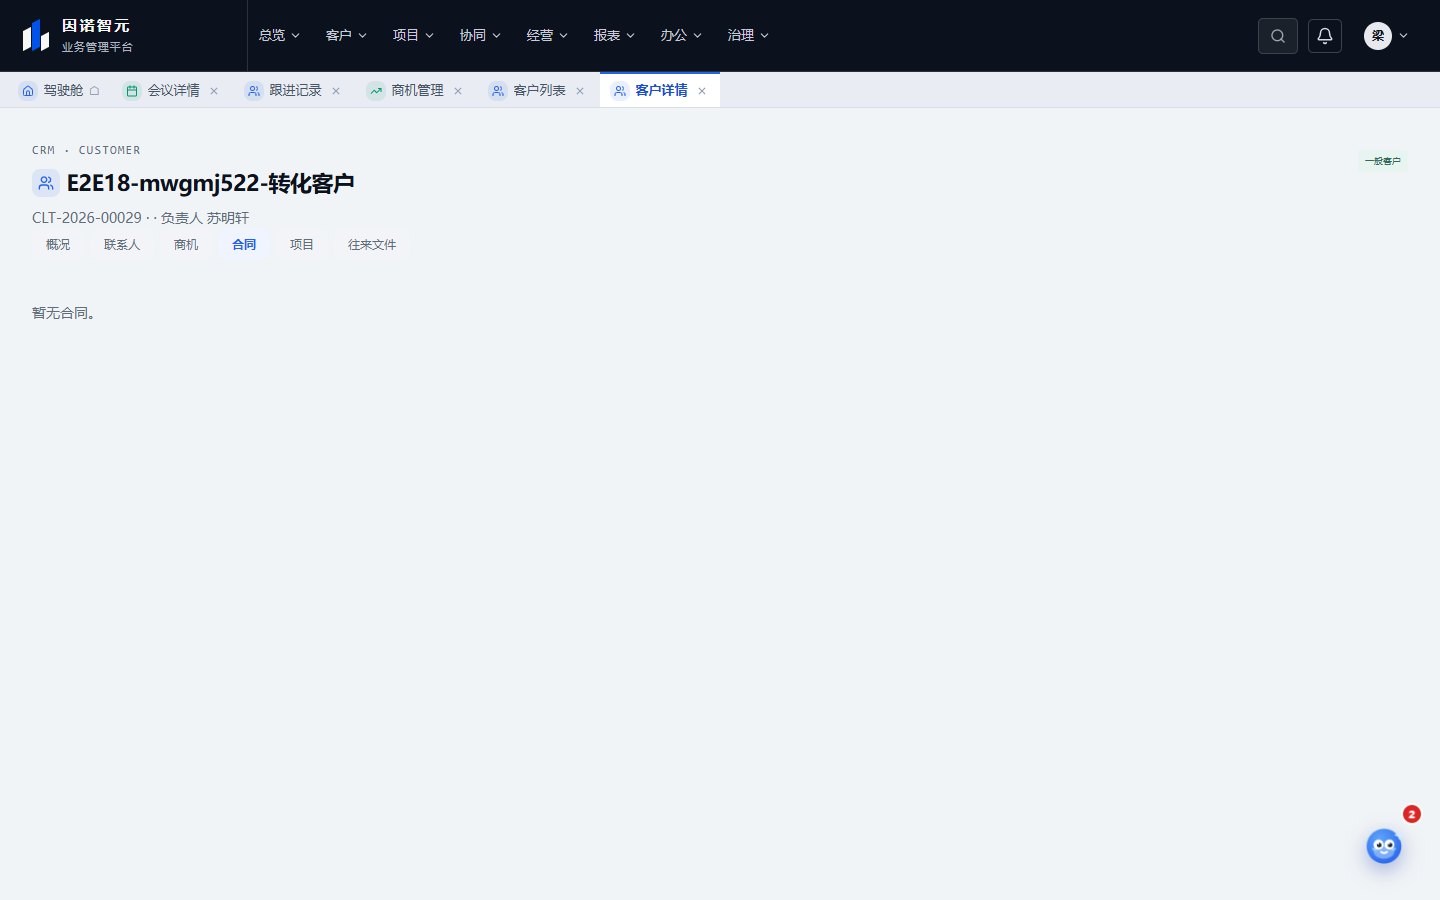 因诺智元
业务管理平台
总览 客户 项目 协同 经营 报表 办公 治理 梁
驾驶舱 会议详情 跟进记录 商机管理 客户列表 客户详情
CRM · CUSTOMER
一般客户
E2E18-mwgmj522-转化客户
CLT-2026-00029 · · 负责人 苏明轩
概况 联系人 商机 合同 项目 往来文件
暂无合同。
2